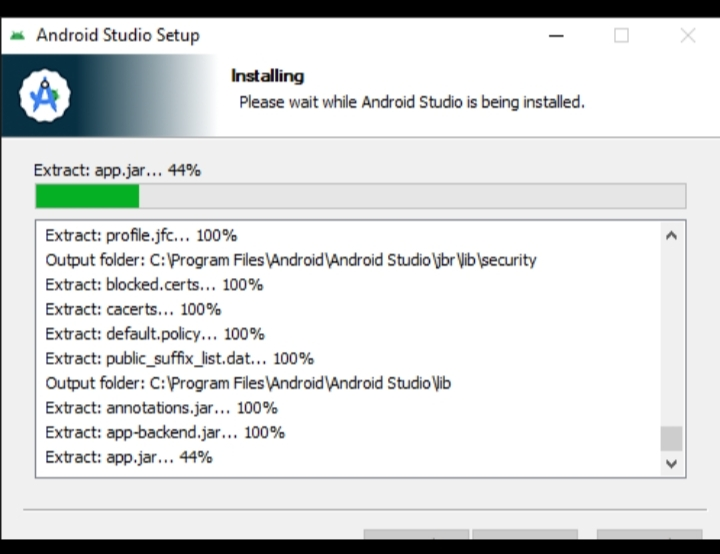 Android Studio Setup
Installing
Please wait while Android Studio is being installed.
Extract: app.jar... 44%
Extract: profile.jfc... 100%
Output folder: C:\Program Files\Android\Android Studio\jbr\lib\security
Extract: blocked.certs... 100%
Extract: cacerts... 100%
Extract: default.policy... 100%
Extract: public_suffix_list.dat... 100%
Output folder: C:\Program Files\Android\Android Studio\lib
Extract: annotations.jar... 100%
Extract: app-backend.jar... 100%
Extract: app.jar... 44%